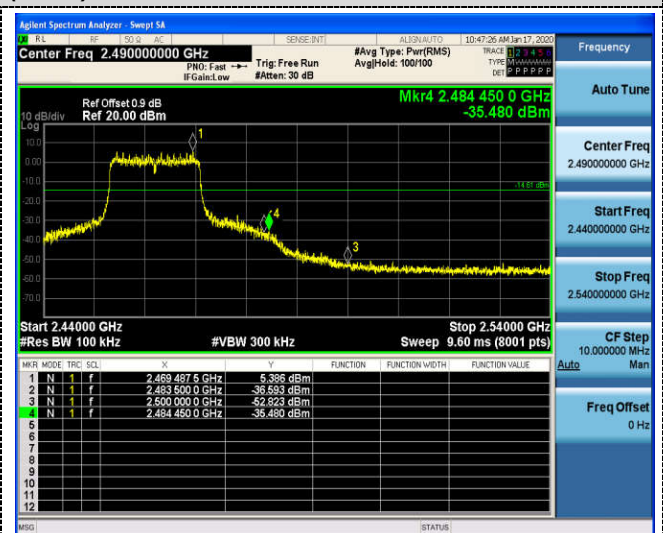 Agilent Spectrum Analyzer - Swept SA
RL RF 50 Ω AC SENSE:INT ALIGN AUTO 10:47:26 AM Jan 17, 2020
Center Freq 2.490000000 GHz
PNO: Fast
IFGain:Low
Trig: Free Run
#Atten: 30 dB
#Avg Type: Pwr(RMS)
Avg|Hold: 100/100
TRACE 1 2 3 4 5 6
TYPE M
DET P P P P P P
Frequency
Auto Tune
Center Freq
2.490000000 GHz
Start Freq
2.440000000 GHz
Stop Freq
2.540000000 GHz
CF Step
10.000000 MHz
Auto Man
Freq Offset
0 Hz
Mkr4 2.484 450 0 GHz
-35.480 dBm
Ref Offset 0.9 dB
10 dB/div Ref 20.00 dBm
Log
10.0
0.00
-10.0
-20.0
-30.0
-40.0
-50.0
-60.0
-70.0
1
4
3
-14.61 dBm
Start 2.44000 GHz Stop 2.54000 GHz
#Res BW 100 kHz #VBW 300 kHz Sweep 9.60 ms (8001 pts)
MKR MODE TRC SCL X Y FUNCTION FUNCTION WIDTH FUNCTION VALUE
1 N 1 f 2.469 487 5 GHz 5.386 dBm
2 N 1 f 2.483 500 0 GHz -36.593 dBm
3 N 1 f 2.500 000 0 GHz -52.823 dBm
4 N 1 f 2.484 450 0 GHz -35.480 dBm
5
6
7
8
9
10
11
12
MSG STATUS